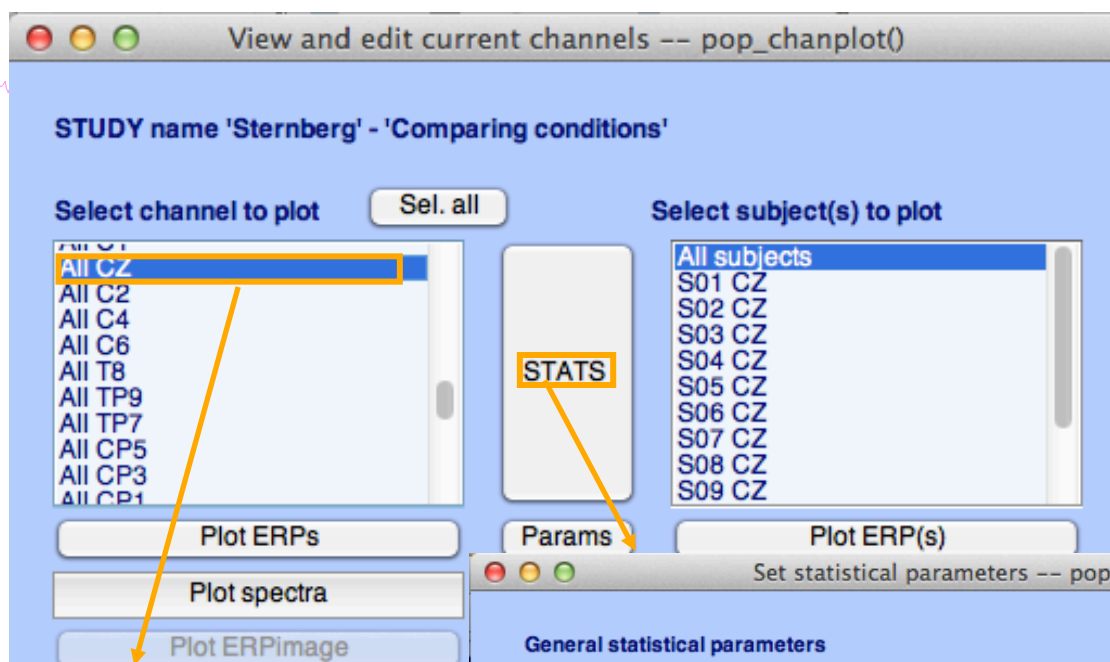 View and edit current channels -- pop_chanplot()
STUDY name 'Sternberg' - 'Comparing conditions'
Select channel to plot
Sel. all
Select subject(s) to plot
All C1
All CZ
All C2
All C4
All C6
All T8
All TP9
All TP7
All CP5
All CP3
All CP1
STATS
All subjects
S01 CZ
S02 CZ
S03 CZ
S04 CZ
S05 CZ
S06 CZ
S07 CZ
S08 CZ
S09 CZ
Plot ERPs
Params
Plot ERP(s)
Plot spectra
Plot ERPimage
Set statistical parameters -- pop
General statistical parameters